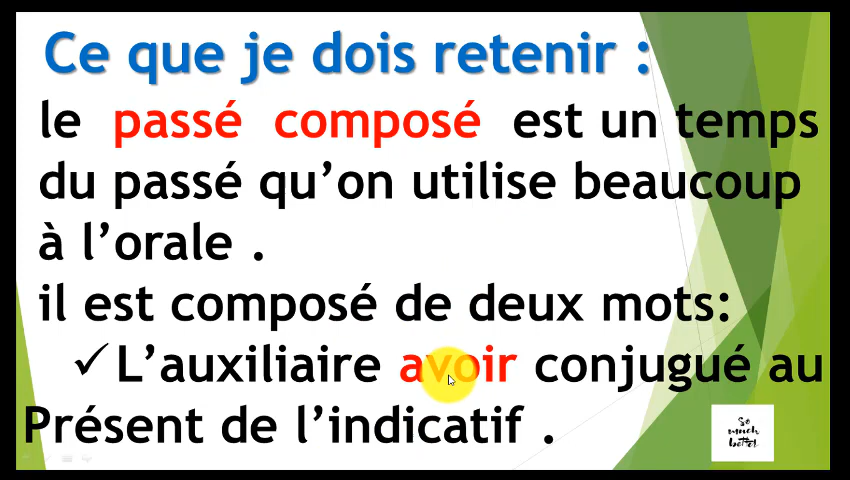 Ce que je dois retenir :
le passé composé est un temps
du passé qu’on utilise beaucoup
à l’orale .
il est composé de deux mots:
✓L’auxiliaire avoir conjugué au
Présent de l’indicatif .
So
much
better